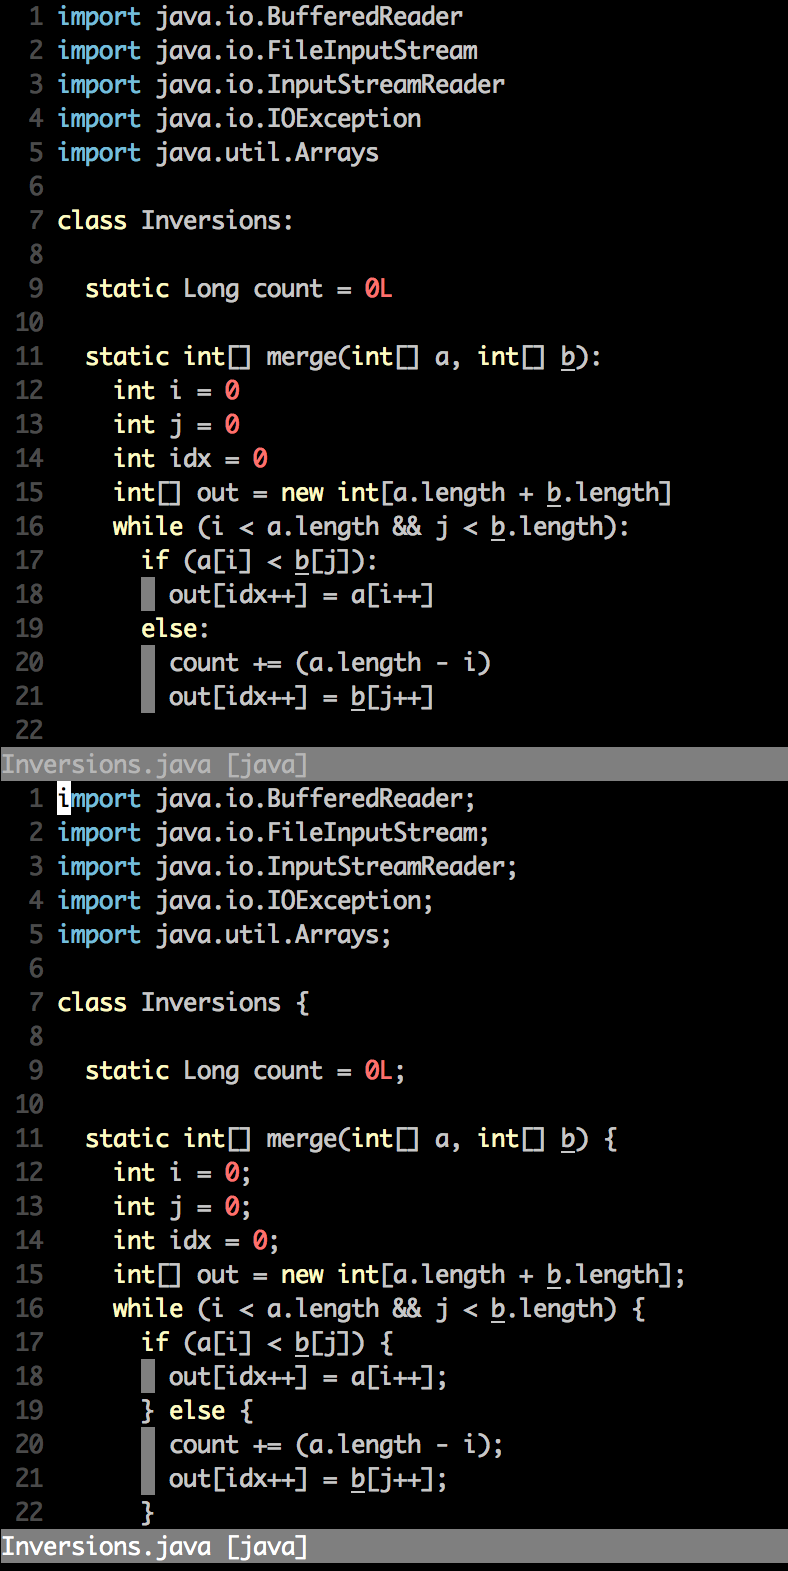 1 import java.io.BufferedReader
2 import java.io.FileInputStream
3 import java.io.InputStreamReader
4 import java.io.IOException
5 import java.util.Arrays
6
7 class Inversions:
8
9   static Long count = 0L
10
11   static int[] merge(int[] a, int[] b):
12     int i = 0
13     int j = 0
14     int idx = 0
15     int[] out = new int[a.length + b.length]
16     while (i < a.length && j < b.length):
17       if (a[i] < b[j]):
18         out[idx++] = a[i++]
19       else:
20         count += (a.length - i)
21         out[idx++] = b[j++]
22
Inversions.java [java]
1 import java.io.BufferedReader;
2 import java.io.FileInputStream;
3 import java.io.InputStreamReader;
4 import java.io.IOException;
5 import java.util.Arrays;
6
7 class Inversions {
8
9   static Long count = 0L;
10
11   static int[] merge(int[] a, int[] b) {
12     int i = 0;
13     int j = 0;
14     int idx = 0;
15     int[] out = new int[a.length + b.length];
16     while (i < a.length && j < b.length) {
17       if (a[i] < b[j]) {
18         out[idx++] = a[i++];
19       } else {
20         count += (a.length - i);
21         out[idx++] = b[j++];
22       }
Inversions.java [java]